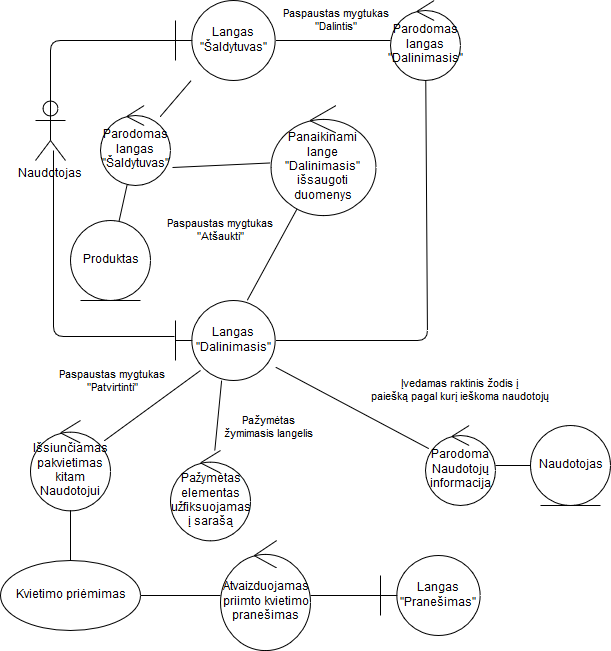 Paspaustas mygtukas
"Dalintis"
Langas
"Šaldytuvas"
Parodomas
langas
"Dalinimasis"
Naudotojas
Parodomas
langas
"Šaldytuvas"
Panaikinami
lange
"Dalinimasis"
išsaugoti
duomenys
Paspaustas mygtukas
"Atšaukti"
Produktas
Langas
"Dalinimasis"
Paspaustas mygtukas
"Patvirtinti"
Įvedamas raktinis žodis į
paiešką pagal kurį ieškoma naudotojų
Pažymėtas
žymimasis langelis
Išsiunčiamas
pakvietimas
kitam
Naudotojui
Pažymėtas
elementas
užfiksuojamas
į sarašą
Parodoma
Naudotojų
informacija
Naudotojas
Kvietimo priėmimas
Atvaizduojamas
priimto kvietimo
pranešimas
Langas
"Pranešimas"